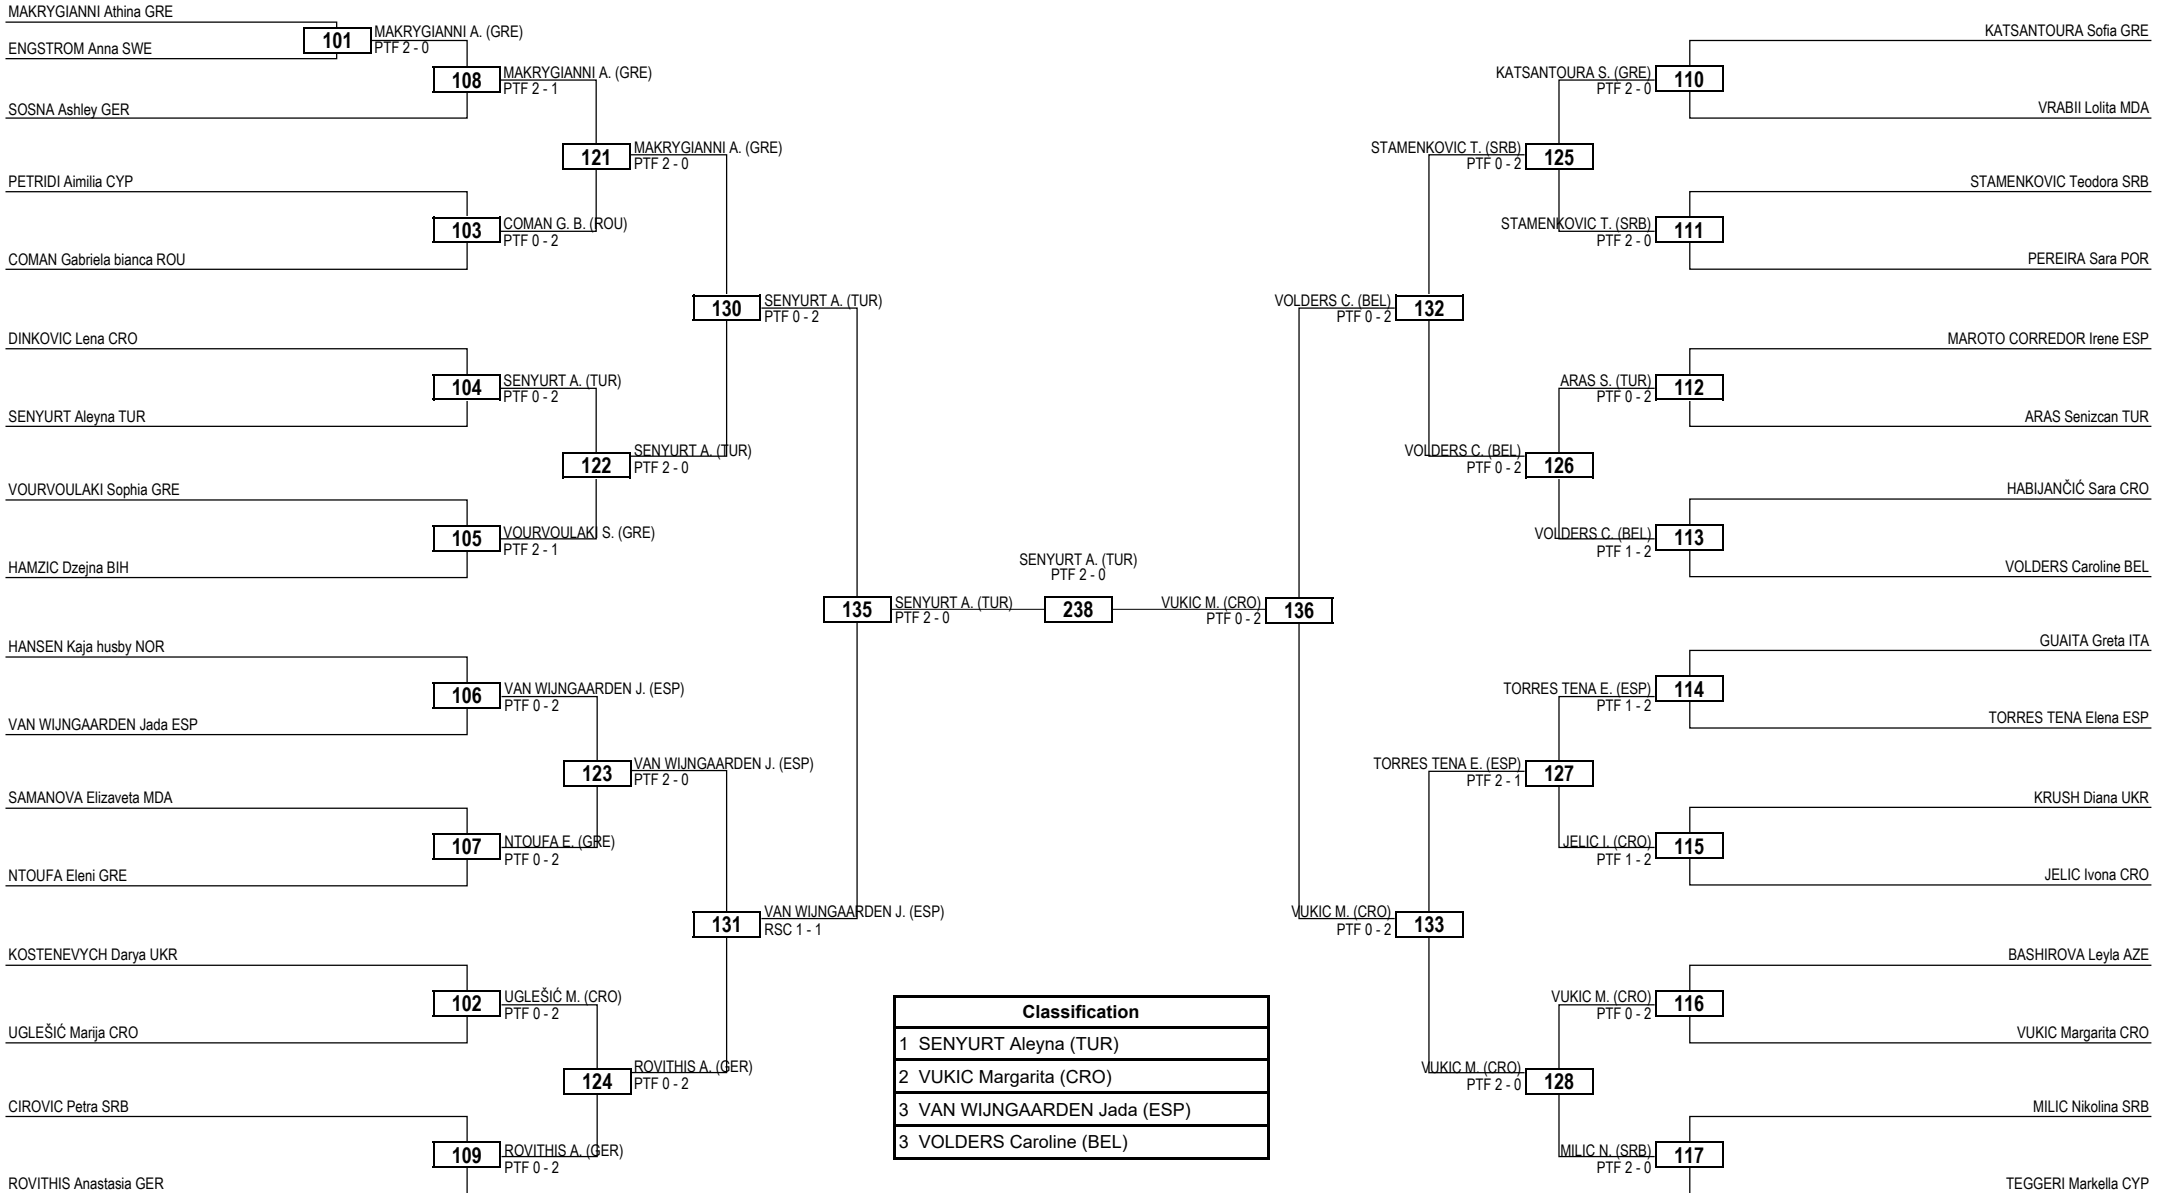 MAKRYGIANNI Athina GRE
101
MAKRYGIANNI A. (GRE)
PTF 2 - 0
ENGSTROM Anna SWE
108
MAKRYGIANNI A. (GRE)
PTF 2 - 1
SOSNA Ashley GER
121
MAKRYGIANNI A. (GRE)
PTF 2 - 0
PETRIDI Aimilia CYP
103
COMAN G. B. (ROU)
PTF 0 - 2
COMAN Gabriela bianca ROU
130
SENYURT A. (TUR)
PTF 0 - 2
DINKOVIC Lena CRO
104
SENYURT A. (TUR)
PTF 0 - 2
SENYURT Aleyna TUR
122
SENYURT A. (TUR)
PTF 2 - 0
VOURVOULAKI Sophia GRE
105
VOURVOULAKI S. (GRE)
PTF 2 - 1
HAMZIC Dzejna BIH
135
SENYURT A. (TUR)
PTF 2 - 0
HANSEN Kaja husby NOR
106
VAN WIJNGAARDEN J. (ESP)
PTF 0 - 2
VAN WIJNGAARDEN Jada ESP
123
VAN WIJNGAARDEN J. (ESP)
PTF 2 - 0
SAMANOVA Elizaveta MDA
107
NTOUFA E. (GRE)
PTF 0 - 2
NTOUFA Eleni GRE
131
VAN WIJNGAARDEN J. (ESP)
RSC 1 - 1
KOSTENEVYCH Darya UKR
102
UGLEŠIĆ M. (CRO)
PTF 0 - 2
UGLEŠIĆ Marija CRO
124
ROVITHIS A. (GER)
PTF 0 - 2
CIROVIC Petra SRB
109
ROVITHIS A. (GER)
PTF 0 - 2
ROVITHIS Anastasia GER
SENYURT A. (TUR)
PTF 2 - 0
238
KATSANTOURA Sofia GRE
KATSANTOURA S. (GRE)
PTF 2 - 0
110
VRABII Lolita MDA
STAMENKOVIC T. (SRB)
PTF 0 - 2
125
STAMENKOVIC Teodora SRB
STAMENKOVIC T. (SRB)
PTF 2 - 0
111
PEREIRA Sara POR
VOLDERS C. (BEL)
PTF 0 - 2
132
MAROTO CORREDOR Irene ESP
ARAS S. (TUR)
PTF 0 - 2
112
ARAS Senizcan TUR
VOLDERS C. (BEL)
PTF 0 - 2
126
HABIJANČIĆ Sara CRO
VOLDERS C. (BEL)
PTF 1 - 2
113
VOLDERS Caroline BEL
VUKIC M. (CRO)
PTF 0 - 2
136
GUAITA Greta ITA
TORRES TENA E. (ESP)
PTF 1 - 2
114
TORRES TENA Elena ESP
TORRES TENA E. (ESP)
PTF 2 - 1
127
KRUSH Diana UKR
JELIC I. (CRO)
PTF 1 - 2
115
JELIC Ivona CRO
VUKIC M. (CRO)
PTF 0 - 2
133
BASHIROVA Leyla AZE
VUKIC M. (CRO)
PTF 0 - 2
116
VUKIC Margarita CRO
VUKIC M. (CRO)
PTF 2 - 0
128
MILIC Nikolina SRB
MILIC N. (SRB)
PTF 2 - 0
117
TEGGERI Markella CYP
Classification
1 SENYURT Aleyna (TUR)
2 VUKIC Margarita (CRO)
3 VAN WIJNGAARDEN Jada (ESP)
3 VOLDERS Caroline (BEL)